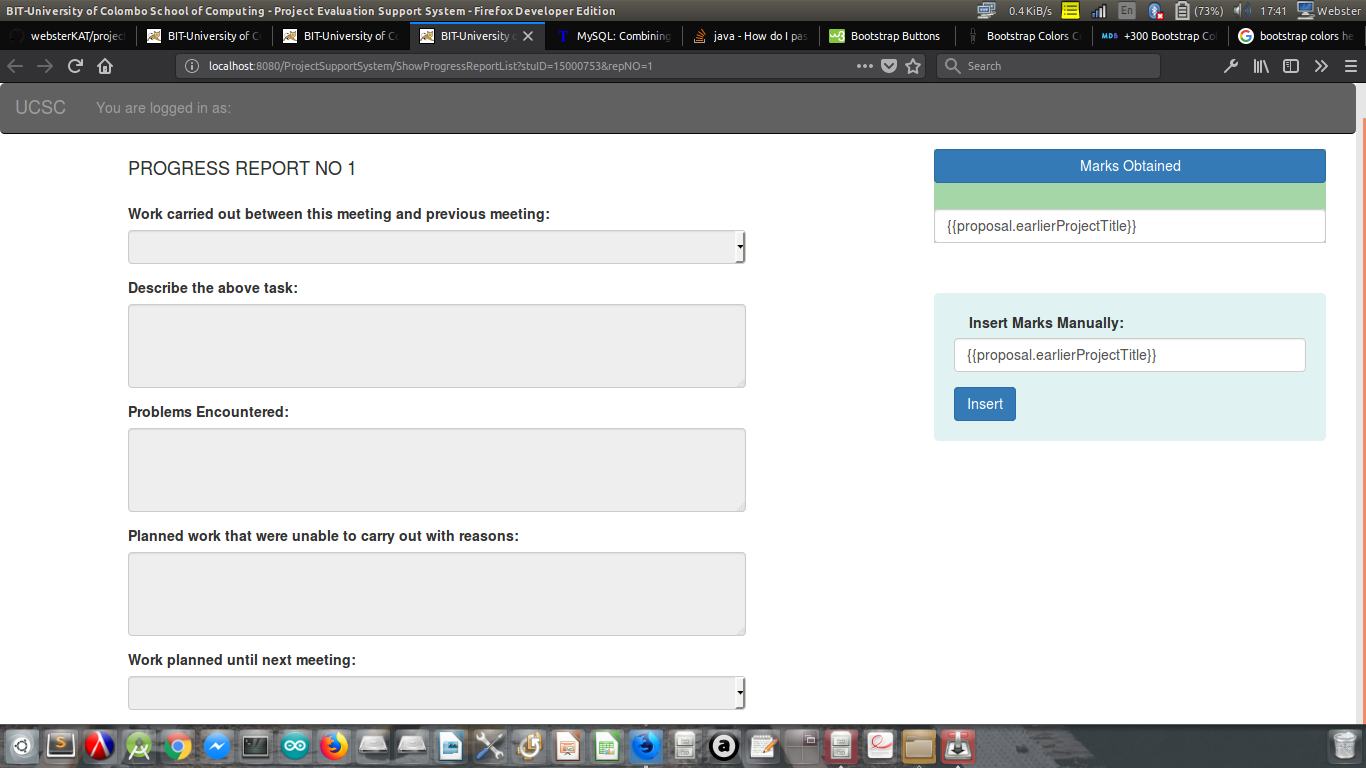 BIT-University of Colombo School of Computing - Project Evaluation Support System - Firefox Developer Edition
0.4 KiB/s
En
(73%)
17:41
Webster
websterKAT/projec
BIT-University of Co
BIT-University of Co
BIT-University o
MySQL: Combining
java - How do I pas
Bootstrap Buttons
Bootstrap Colors C
MDB
+300 Bootstrap Col
bootstrap colors he
localhost:8080/ProjectSupportSystem/ShowProgressReportList?stuID=15000753&repNO=1
Search
UCSC
You are logged in as:
PROGRESS REPORT NO 1
Work carried out between this meeting and previous meeting:
Describe the above task:
Problems Encountered:
Planned work that were unable to carry out with reasons:
Work planned until next meeting:
Marks Obtained
{{proposal.earlierProjectTitle}}
Insert Marks Manually:
{{proposal.earlierProjectTitle}}
Insert